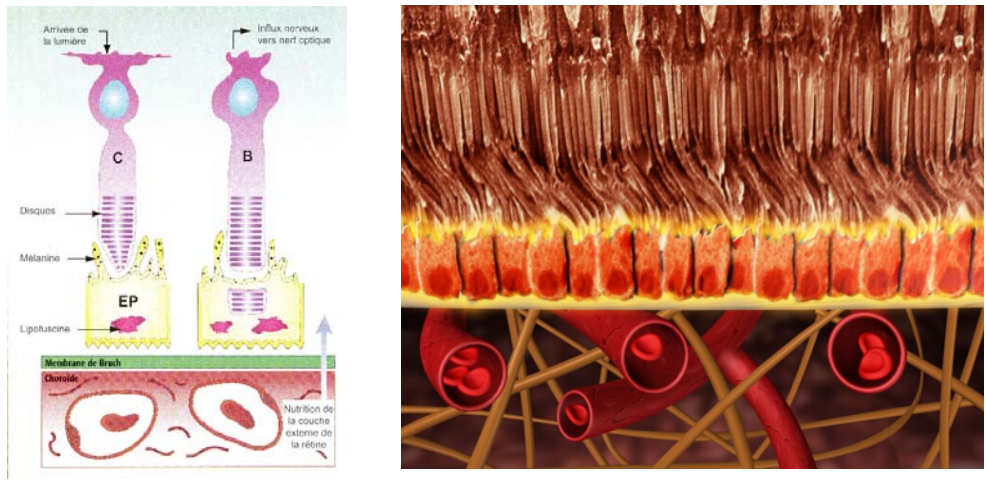 Arrivée de
la lumière
Influx nerveux
vers nerf optique
C
B
Disques
Mélanine
EP
Lipofuscine
Membrane de Bruch
Choroïde
Nutrition de
la couche
externe de
la rétine